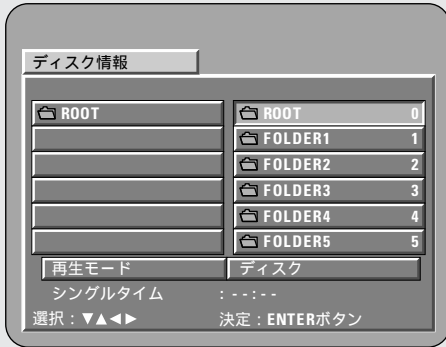 ディスク情報
ROOT ROOT 0
FOLDER1 1
FOLDER2 2
FOLDER3 3
FOLDER4 4
FOLDER5 5
再生モード ディスク
シングルタイム : --:--
選択：▼▲◀▶ 決定：ENTERボタン